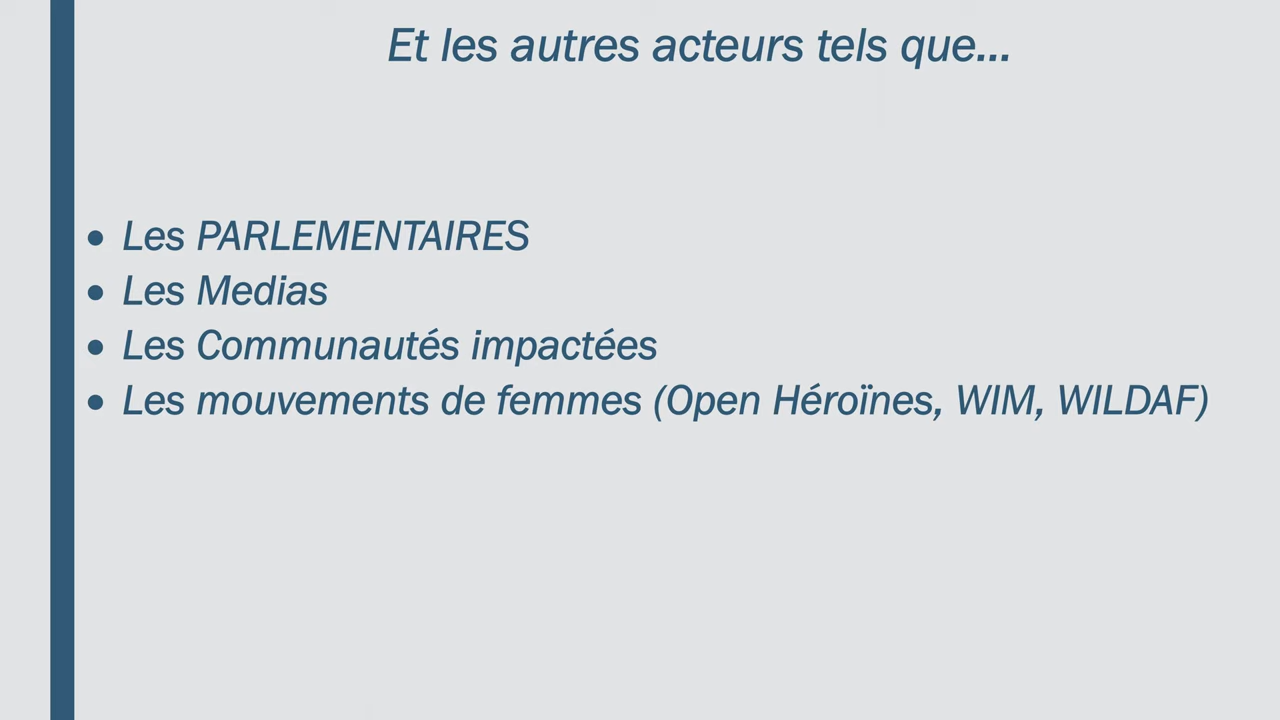 Et les autres acteurs tels que...
• Les PARLEMENTAIRES
• Les Medias
• Les Communautés impactées
• Les mouvements de femmes (Open Héroïnes, WIM, WILDAF)